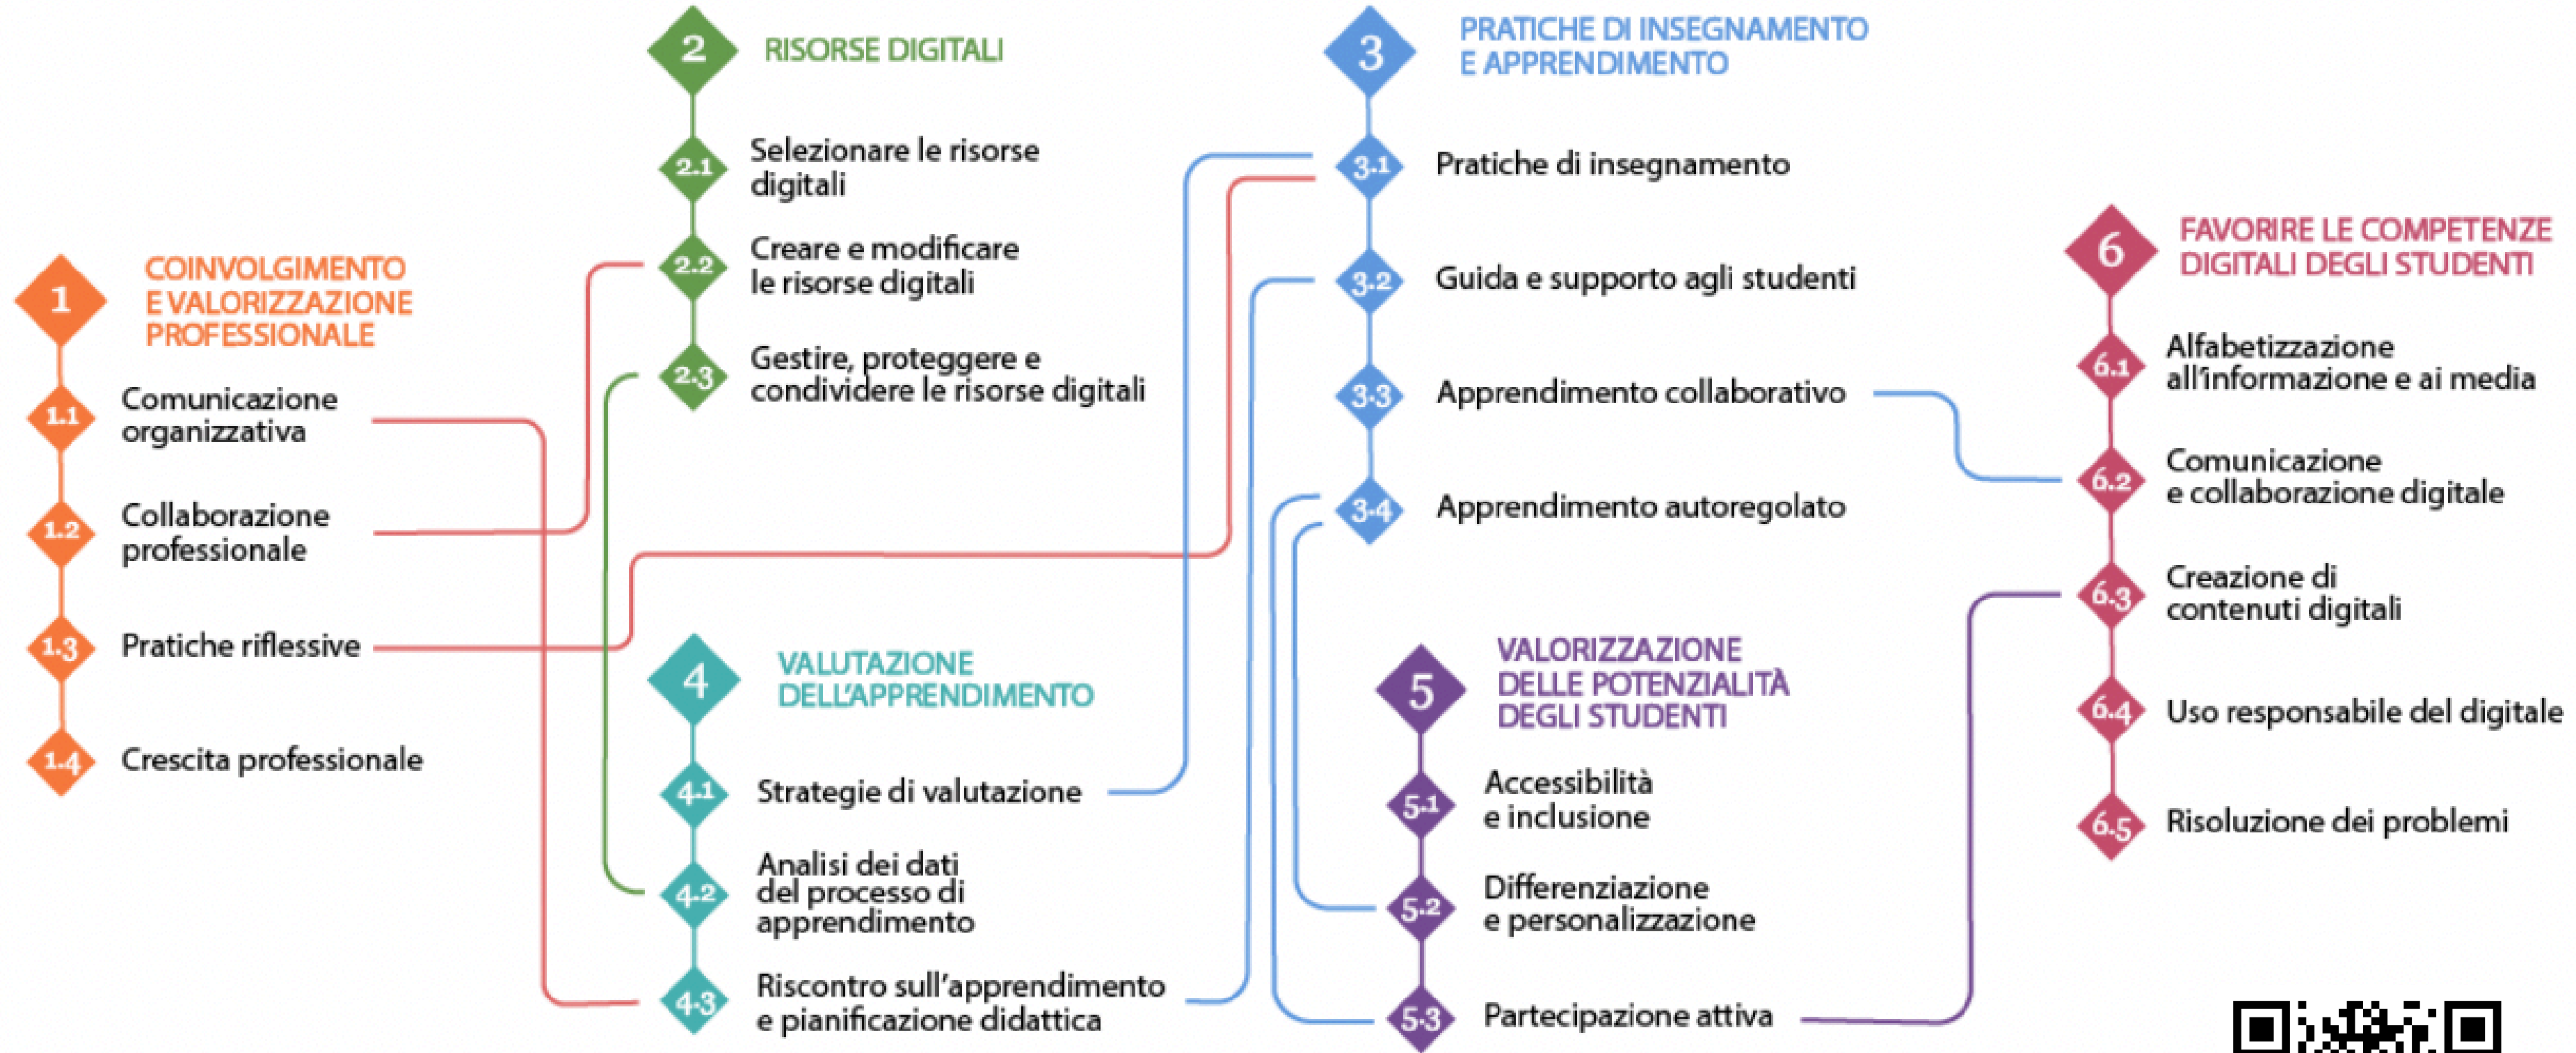 1
COINVOLGIMENTO
E VALORIZZAZIONE
PROFESSIONALE
1.1
Comunicazione
organizzativa
1.2
Collaborazione
professionale
1.3
Pratiche riflessive
1.4
Crescita professionale
2
RISORSE DIGITALI
2.1
Selezionare le risorse
digitali
2.2
Creare e modificare
le risorse digitali
2.3
Gestire, proteggere e
condividere le risorse digitali
3
PRATICHE DI INSEGNAMENTO
E APPRENDIMENTO
3.1
Pratiche di insegnamento
3.2
Guida e supporto agli studenti
3.3
Apprendimento collaborativo
3.4
Apprendimento autoregolato
4
VALUTAZIONE
DELL'APPRENDIMENTO
4.1
Strategie di valutazione
4.2
Analisi dei dati
del processo di
apprendimento
4.3
Riscontro sull'apprendimento
e pianificazione didattica
5
VALORIZZAZIONE
DELLE POTENZIALITÀ
DEGLI STUDENTI
5.1
Accessibilità
e inclusione
5.2
Differenziazione
e personalizzazione
5.3
Partecipazione attiva
6
FAVORIRE LE COMPETENZE
DIGITALI DEGLI STUDENTI
6.1
Alfabetizzazione
all'informazione e ai media
6.2
Comunicazione
e collaborazione digitale
6.3
Creazione di
contenuti digitali
6.4
Uso responsabile del digitale
6.5
Risoluzione dei problemi